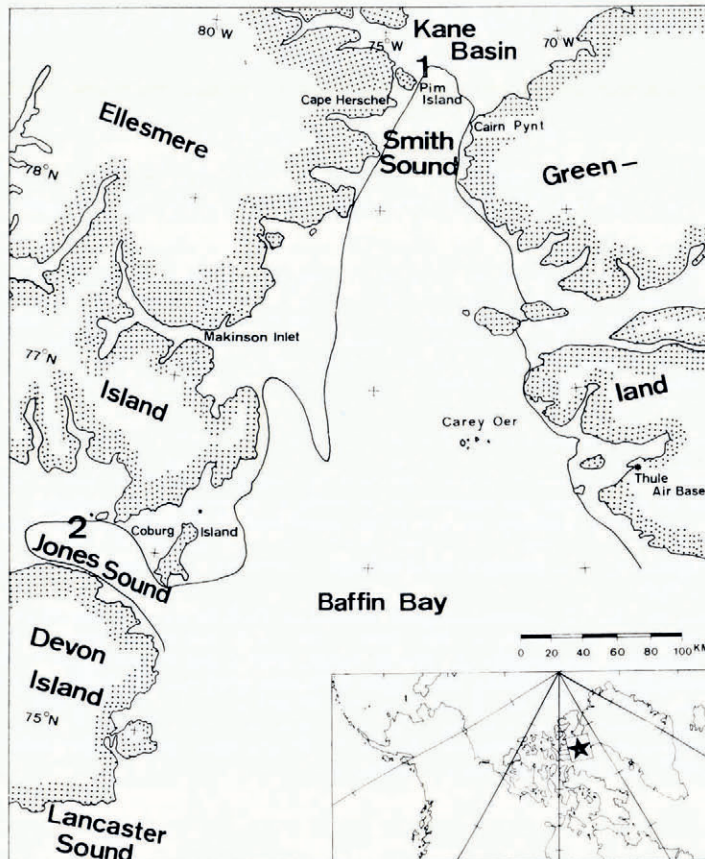 80°W
Kane
Basin
75°W
70°W
1
Pim
Island
Cape Herschel
Cairn Pynt
Ellesmere
Smith
Sound
Green –
78°N
Makinson Inlet
77°N
Island
land
Carey Oer
Thule
Air Base
2
Coburg Island
Jones Sound
Baffin Bay
Devon
Island
0 20 40 60 80 100 KM
75°N
Lancaster
Sound